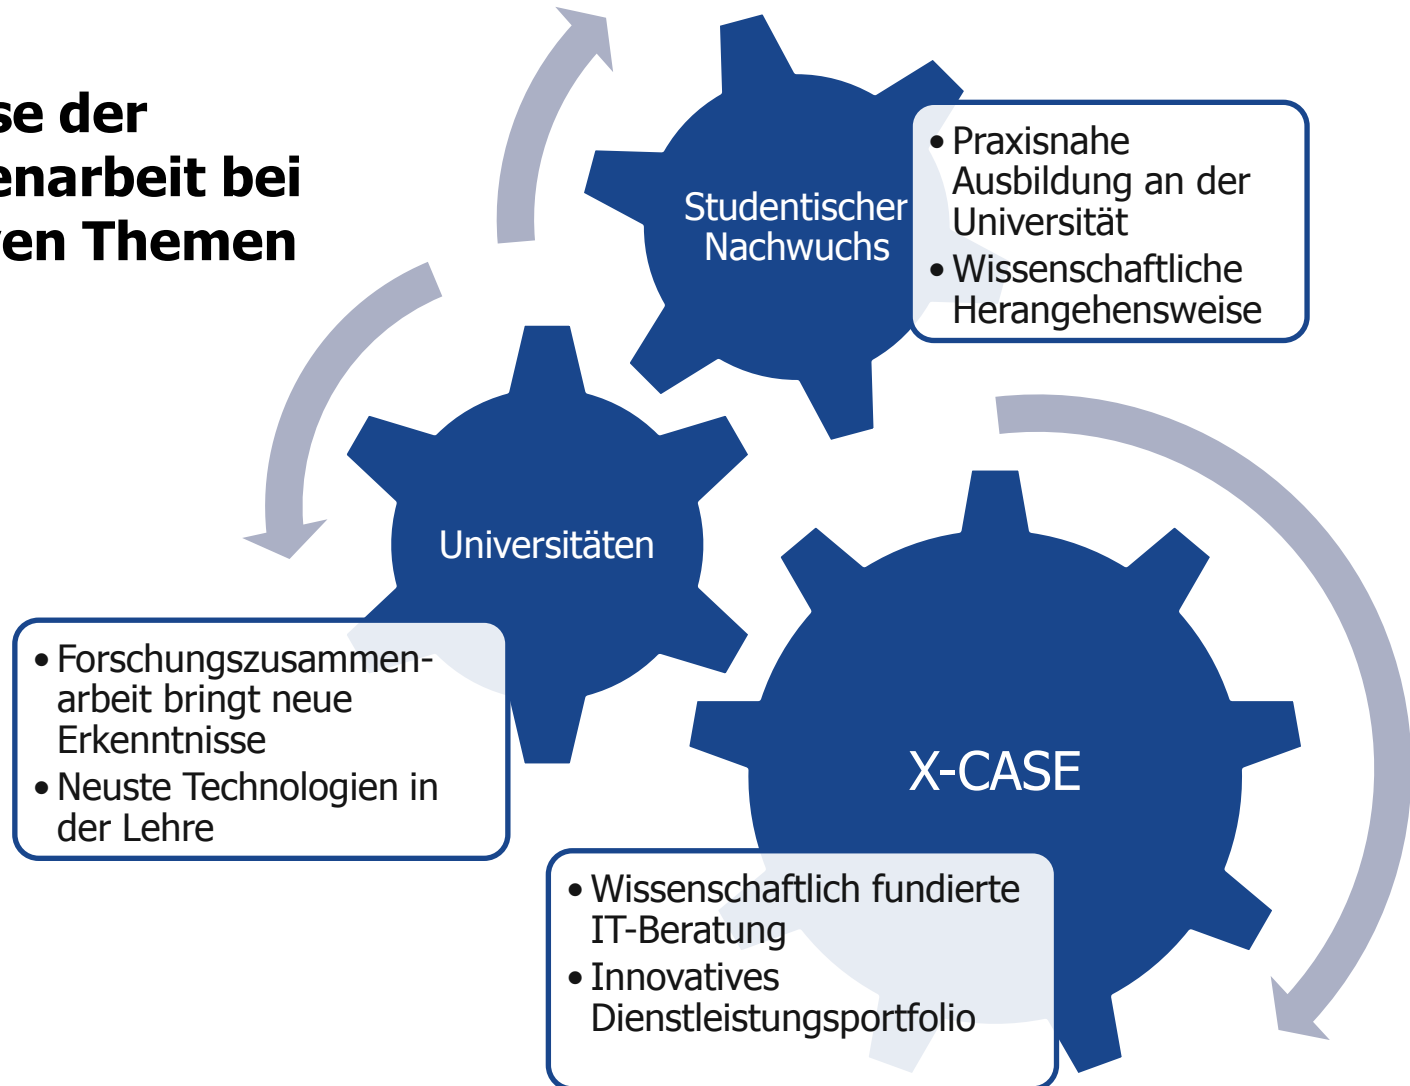 se der
enarbeit bei
ven Themen
Studentischer
Nachwuchs
• Praxisnahe
Ausbildung an der
Universität
• Wissenschaftliche
Herangehensweise
Universitäten
• Forschungszusammen-
arbeit bringt neue
Erkenntnisse
• Neuste Technologien in
der Lehre
X-CASE
• Wissenschaftlich fundierte
IT-Beratung
• Innovatives
Dienstleistungsportfolio